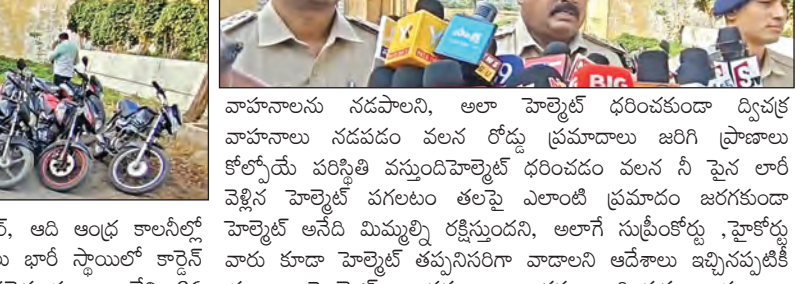 BIG
9
ర్, ఆది ఆంధ్ర కాలనీల్లో
భారీ స్థాయిలో కార్డెన్
వాహనాలను నడపాలని, అలా హెల్మెట్ ధరించకుండా ద్విచక్ర
వాహనాలు నడపడం వలన రోడ్డు ప్రమాదాలు జరిగి ప్రాణాలు
కోల్పోయే పరిస్థితి వస్తుందిహెల్మెట్ ధరించడం వలన నీ పైన లారీ
వెళ్లిన హెల్మెట్ పగలటం తలపై ఎలాంటి ప్రమాదం జరగకుండా
హెల్మెట్ అనేది మిమ్మల్ని రక్షిస్తుందని, అలాగే సుప్రీంకోర్టు ,హైకోర్టు
వారు కూడా హెల్మెట్ తప్పనిసరిగా వాడాలని ఆదేశాలు ఇచ్చినప్పటికీ